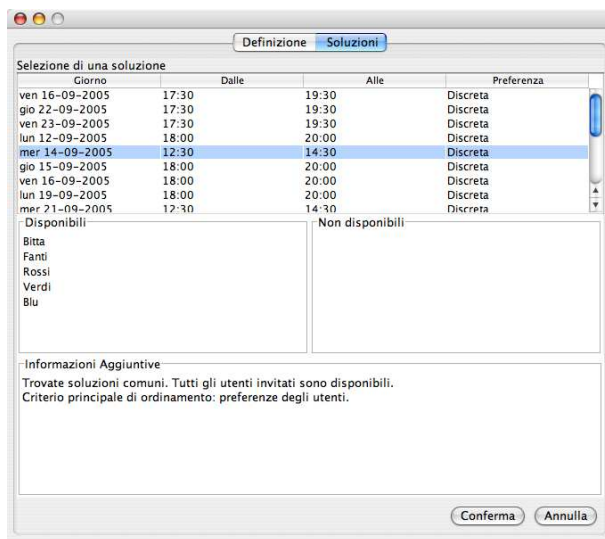 Definizione Soluzioni
Selezione di una soluzione
Giorno Dalle Alle Preferenza
ven 16-09-2005 17:30 19:30 Discreta
gio 22-09-2005 17:30 19:30 Discreta
ven 23-09-2005 17:30 19:30 Discreta
lun 12-09-2005 18:00 20:00 Discreta
mer 14-09-2005 12:30 14:30 Discreta
gio 15-09-2005 18:00 20:00 Discreta
ven 16-09-2005 18:00 20:00 Discreta
lun 19-09-2005 18:00 20:00 Discreta
mer 21-09-2005 12:30 14:30 Discreta
Disponibili Non disponibili
Bitta
Fanti
Rossi
Verdi
Blu
Informazioni Aggiuntive
Trovate soluzioni comuni. Tutti gli utenti invitati sono disponibili.
Criterio principale di ordinamento: preferenze degli utenti.
Conferma Annulla